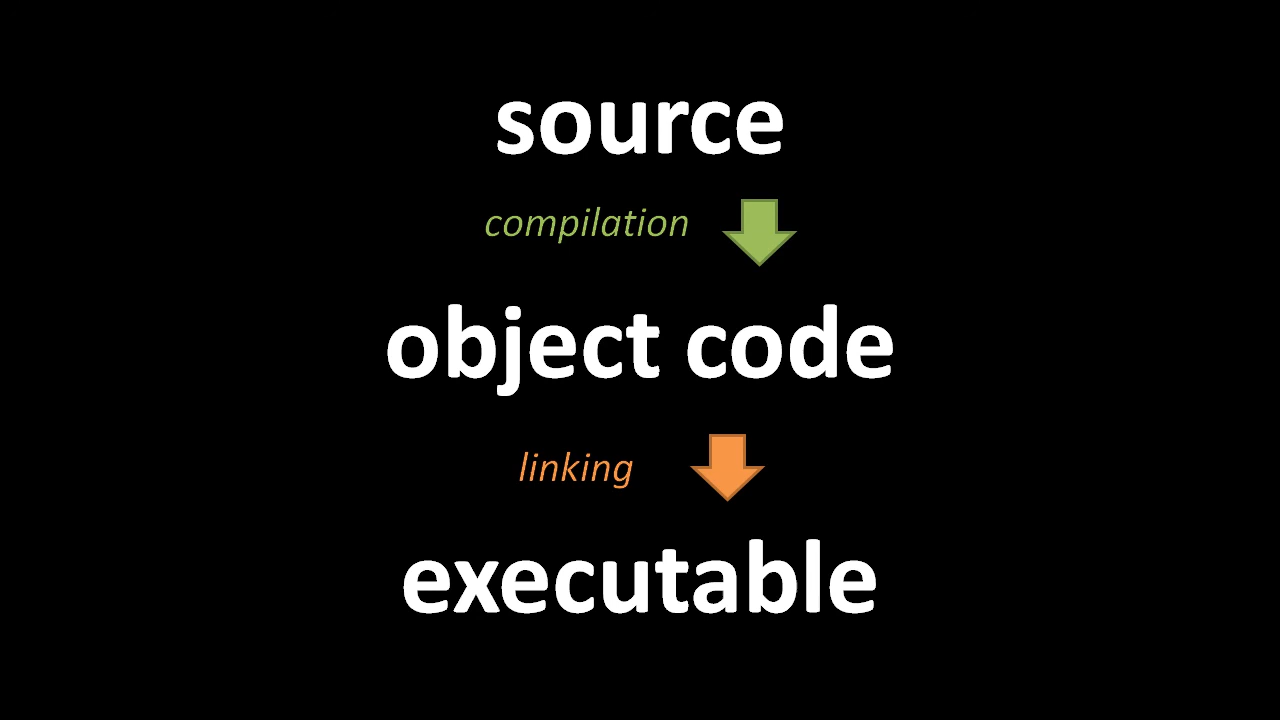 source
compilation
object code
linking
executable